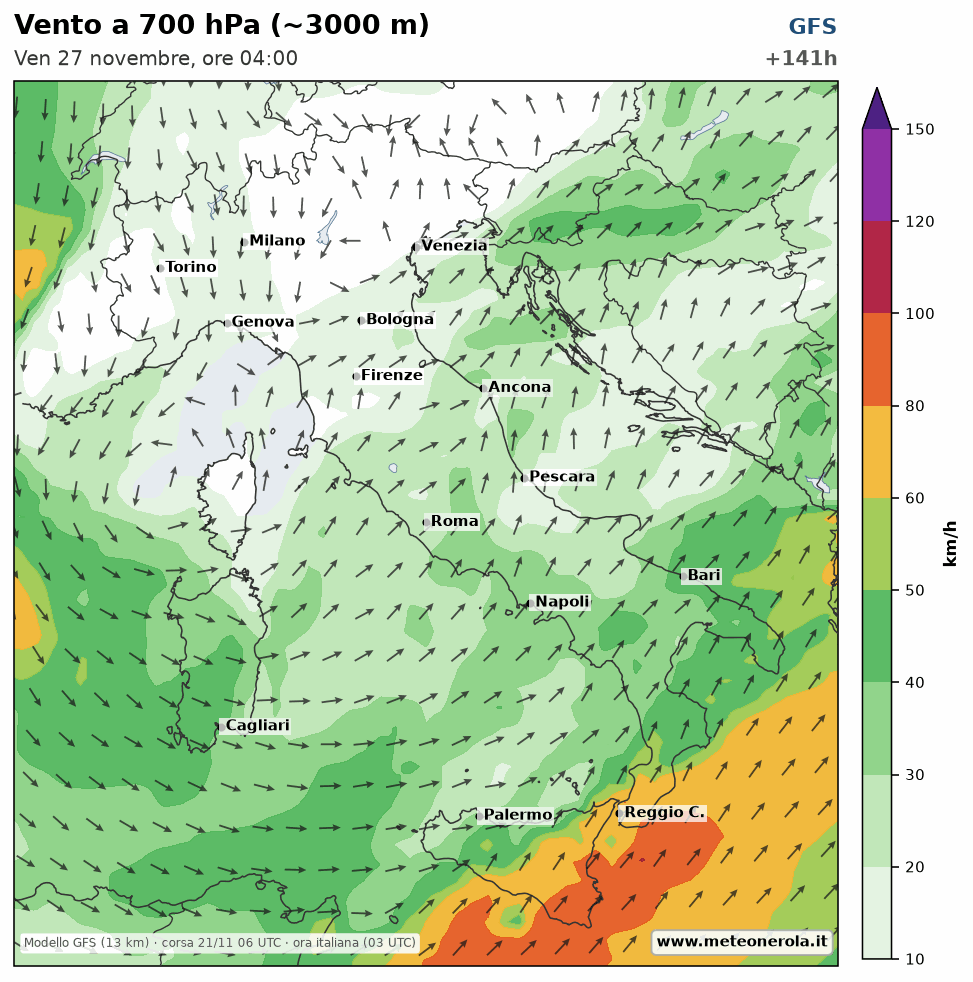 Vento a 700 hPa (~3000 m)
GFS
Ven 27 novembre, ore 04:00
+141h
150
120
100
80
60
50
40
30
20
10
km/h
Milano
Venezia
Torino
Genova
Bologna
Firenze
Ancona
Pescara
Roma
Bari
Napoli
Cagliari
Palermo
Reggio C.
Modello GFS (13 km) · corsa 21/11 06 UTC · ora italiana (03 UTC)
www.meteonerola.it